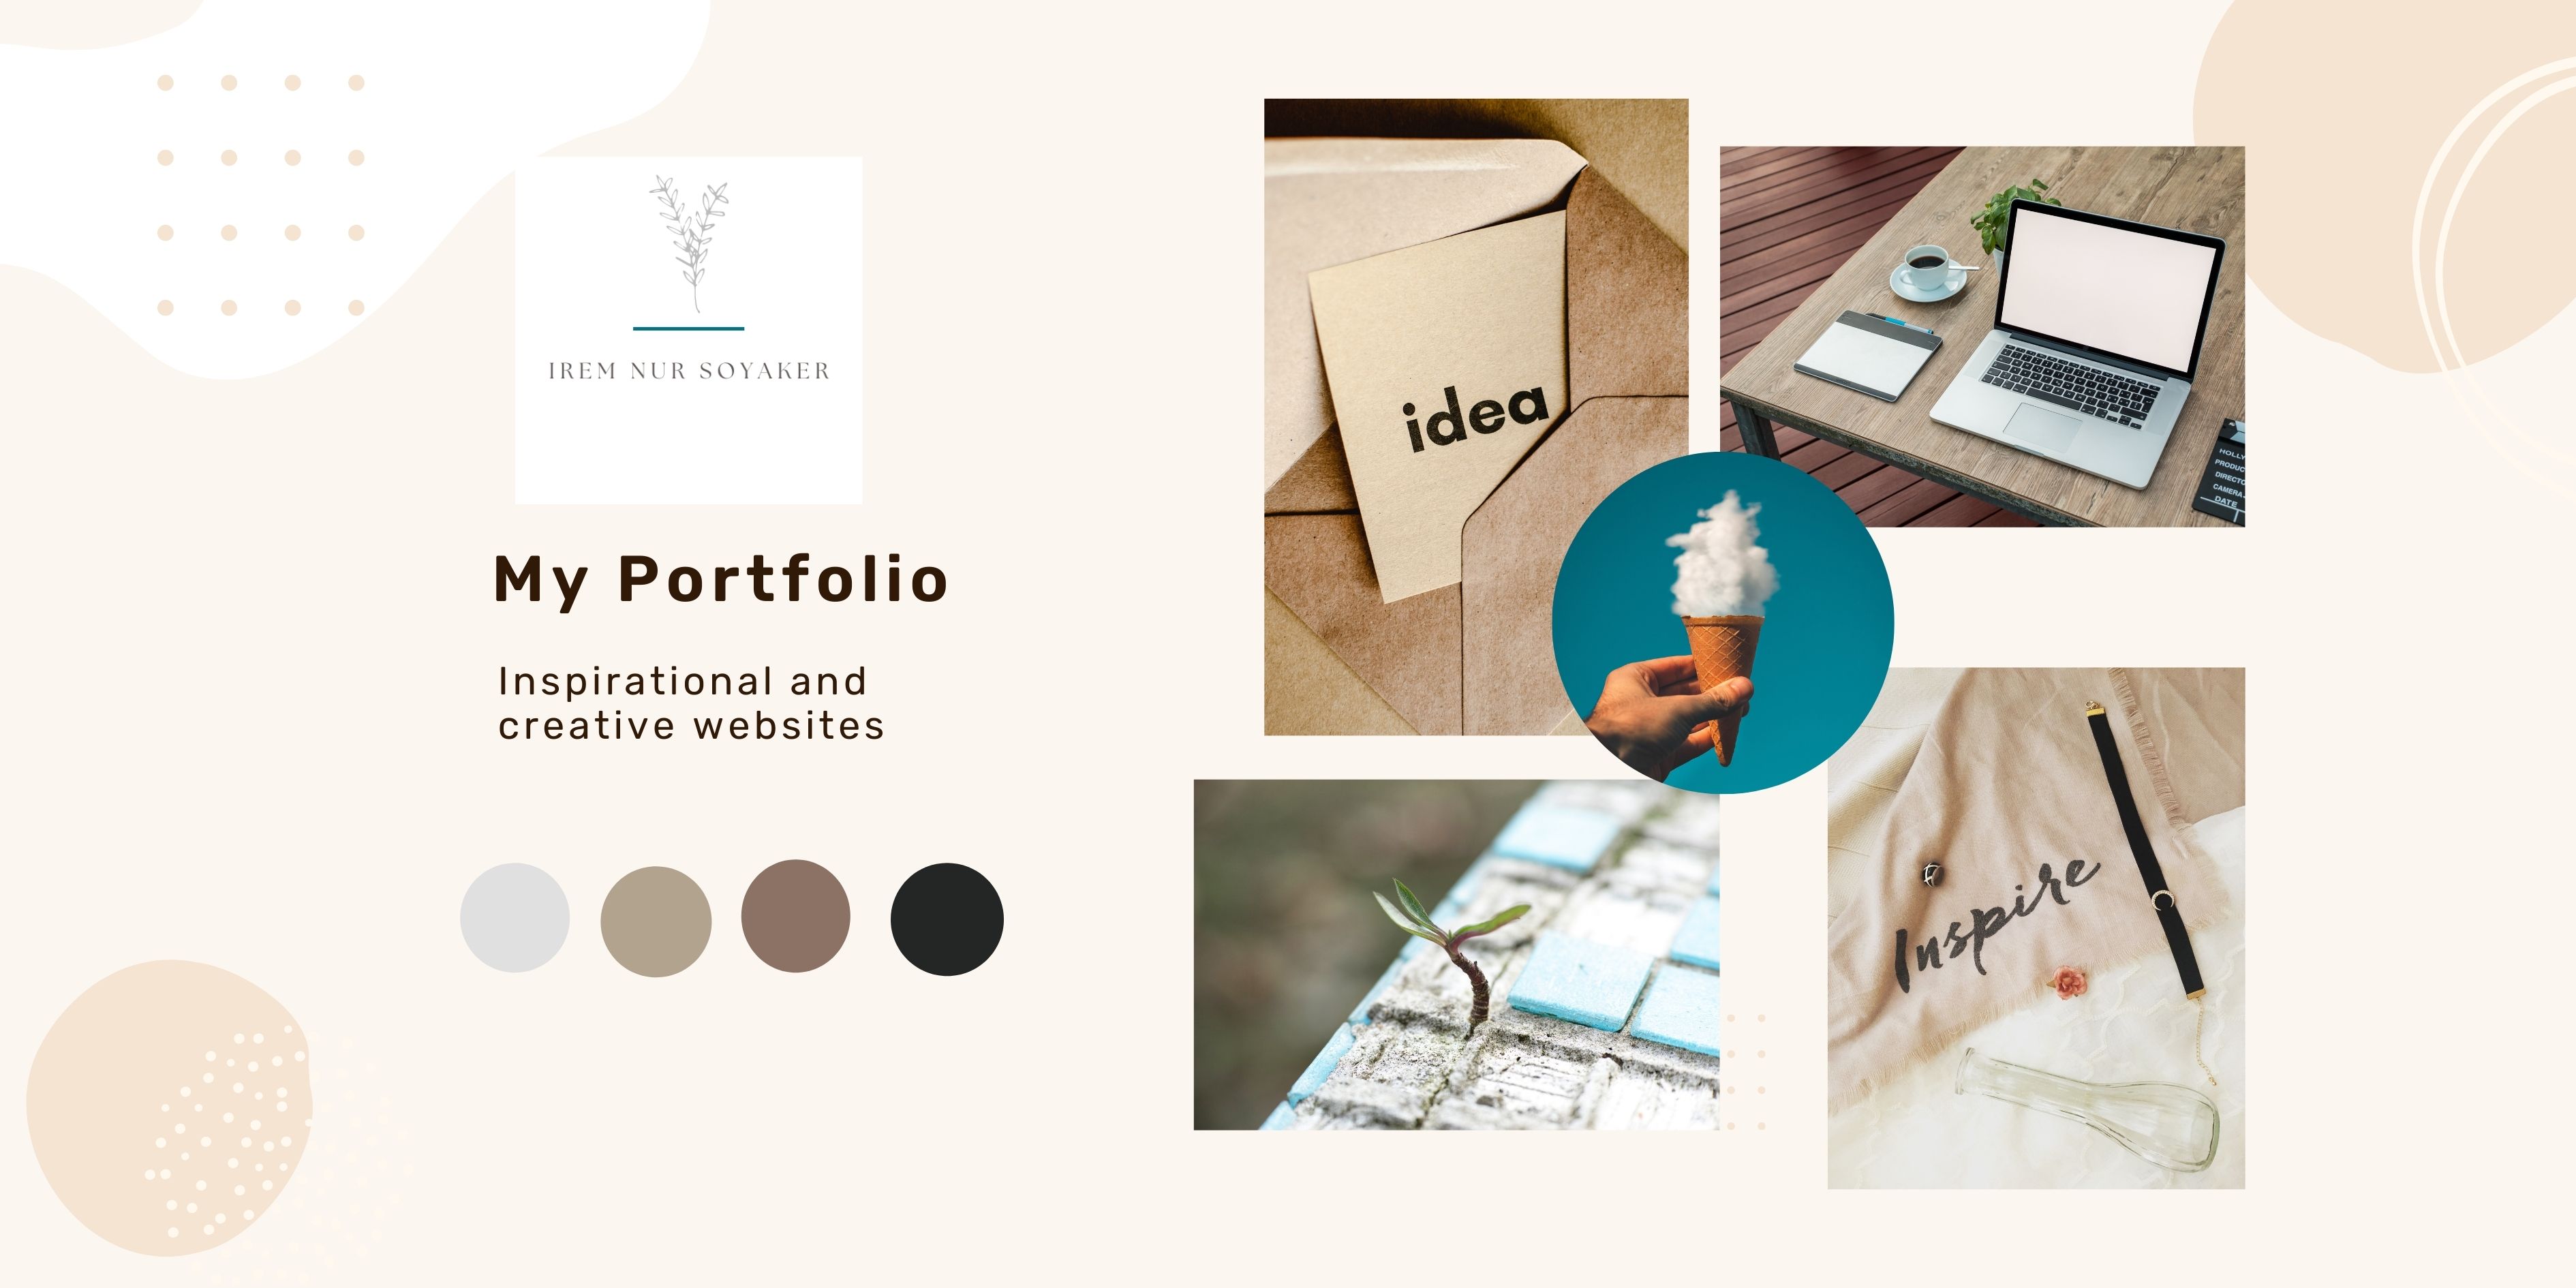 IREM NUR SOYAKER
My Portfolio
Inspirational and
creative websites
idea
HOLLY
PRODUC
DIRECTO
CAMERA
DATE
Inspire